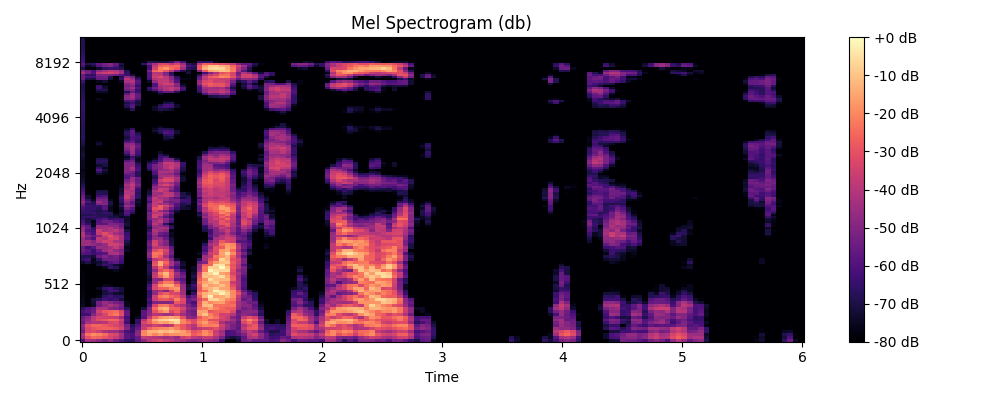 Mel Spectrogram (db)
Hz
8192
4096
2048
1024
512
0
0 1 2 3 4 5 6
Time
+0 dB
-10 dB
-20 dB
-30 dB
-40 dB
-50 dB
-60 dB
-70 dB
-80 dB